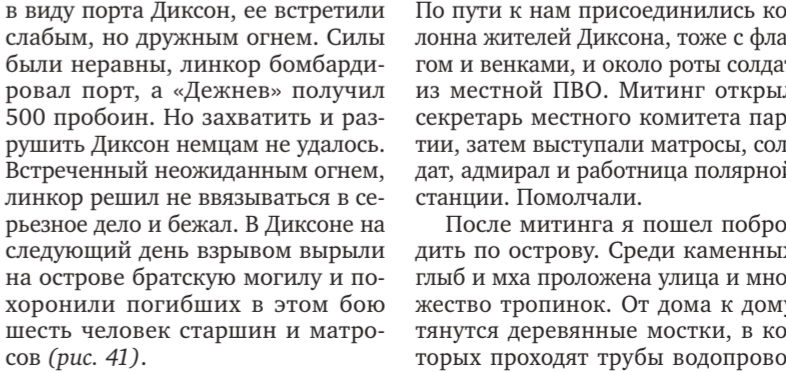 в виду порта Диксон, ее встретили
слабым, но дружным огнем. Силы
были неравны, линкор бомбарди-
ровал порт, а «Дежнев» получил
500 пробоин. Но захватить и раз-
рушить Диксон немцам не удалось.
Встреченный неожиданным огнем,
линкор решил не ввязываться в се-
рьезное дело и бежал. В Диксоне на
следующий день взрывом вырыли
на острове братскую могилу и по-
хоронили погибших в этом бою
шесть человек старшин и матро-
сов (рис. 41).
По пути к нам присоединились ко
лонна жителей Диксона, тоже с фла
гом и венками, и около роты солдат
из местной ПВО. Митинг открыл
секретарь местного комитета пар
тии, затем выступали матросы, сол
дат, адмирал и работница полярной
станции. Помолчали.
После митинга я пошел побро
дить по острову. Среди каменных
глыб и мха проложена улица и мно
жество тропинок. От дома к дому
тянутся деревянные мостки, в ко
торых проходят трубы водопрово